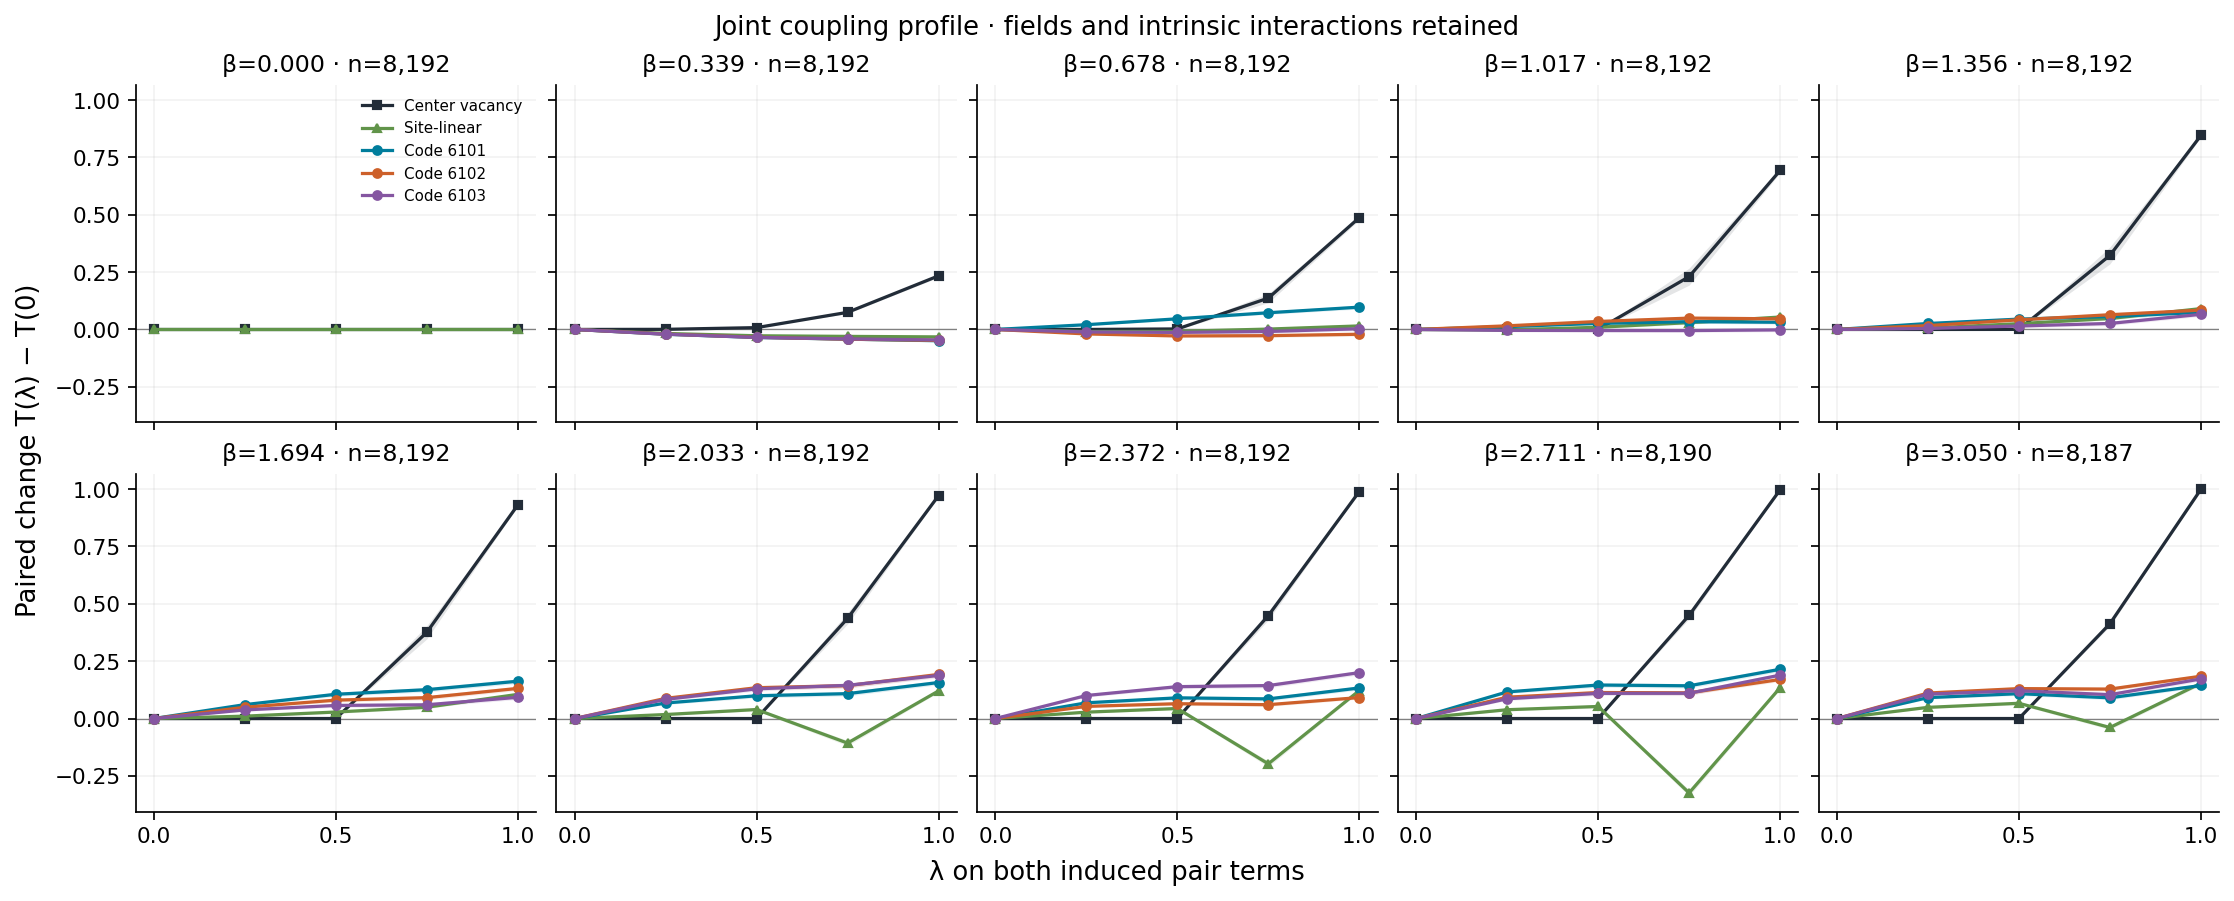 Joint coupling profile · fields and intrinsic interactions retained
β=0.000 · n=8,192
β=0.339 · n=8,192
β=0.678 · n=8,192
β=1.017 · n=8,192
β=1.356 · n=8,192
1.00
0.75
0.50
0.25
0.00
−0.25
Center vacancy
Site-linear
Code 6101
Code 6102
Code 6103
Paired change T(λ) − T(0)
β=1.694 · n=8,192
β=2.033 · n=8,192
β=2.372 · n=8,192
β=2.711 · n=8,190
β=3.050 · n=8,187
1.00
0.75
0.50
0.25
0.00
−0.25
0.0 0.5 1.0
0.0 0.5 1.0
0.0 0.5 1.0
0.0 0.5 1.0
0.0 0.5 1.0
λ on both induced pair terms